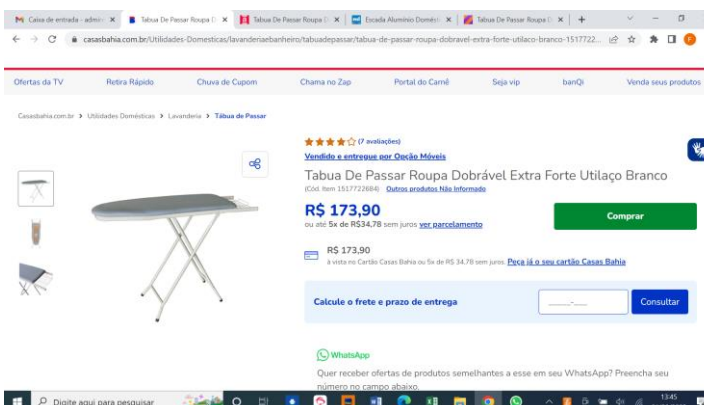 Caixa de entrada - admi
Tabua De Passar Roupa D
Tabua De Passar Roupa D
Escada Alumínio Domést
Tabua De Passar Roupa D
casasbahia.com.br/Utilidades-Domesticas/lavanderiaebanheiro/tabuadepassar/tabua-de-passar-roupa-dobravel-extra-forte-utilaco-branco-1517722...
Ofertas da TV
Retira Rápido
Chuva de Cupom
Chama no Zap
Portal do Carnê
Seja vip
banQi
Venda seus produtos
Casasbahia.com.br > Utilidades Domésticas > Lavanderia > Tábua de Passar
(7 avaliações)
Vendido e entregue por Opção Móveis
Tabua De Passar Roupa Dobrável Extra Forte Utilaço Branco
(Cód. Item 1517722684) Outros produtos Não Informado
R$ 173,90
ou até 5x de R$34,78 sem juros ver parcelamento
Comprar
R$ 173,90
à vista no Cartão Casas Bahia ou 5x de R$ 34,78 sem juros. Peça já o seu cartão Casas Bahia
Calcule o frete e prazo de entrega
Consultar
WhatsApp
Quer receber ofertas de produtos semelhantes a esse em seu WhatsApp? Preencha seu
número no campo abaixo.
Digite aqui para pesquisar
13:45